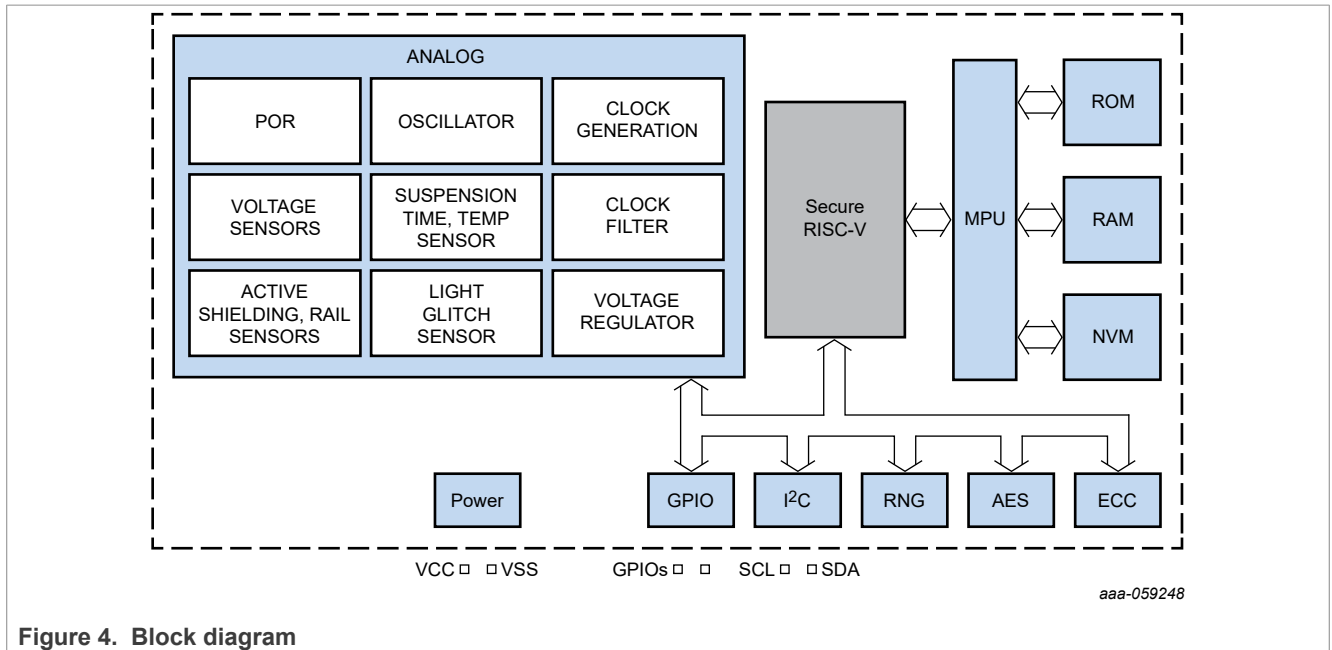 ANALOG
POR
OSCILLATOR
CLOCK
GENERATION
VOLTAGE
SENSORS
SUSPENSION
TIME, TEMP
SENSOR
CLOCK
FILTER
ACTIVE
SHIELDING, RAIL
SENSORS
LIGHT
GLITCH
SENSOR
VOLTAGE
REGULATOR
Secure
RISC-V
MPU
ROM
RAM
NVM
Power
GPIO
I²C
RNG
AES
ECC
VCC VSS GPIOs SCL SDA
aaa-059248
Figure 4. Block diagram